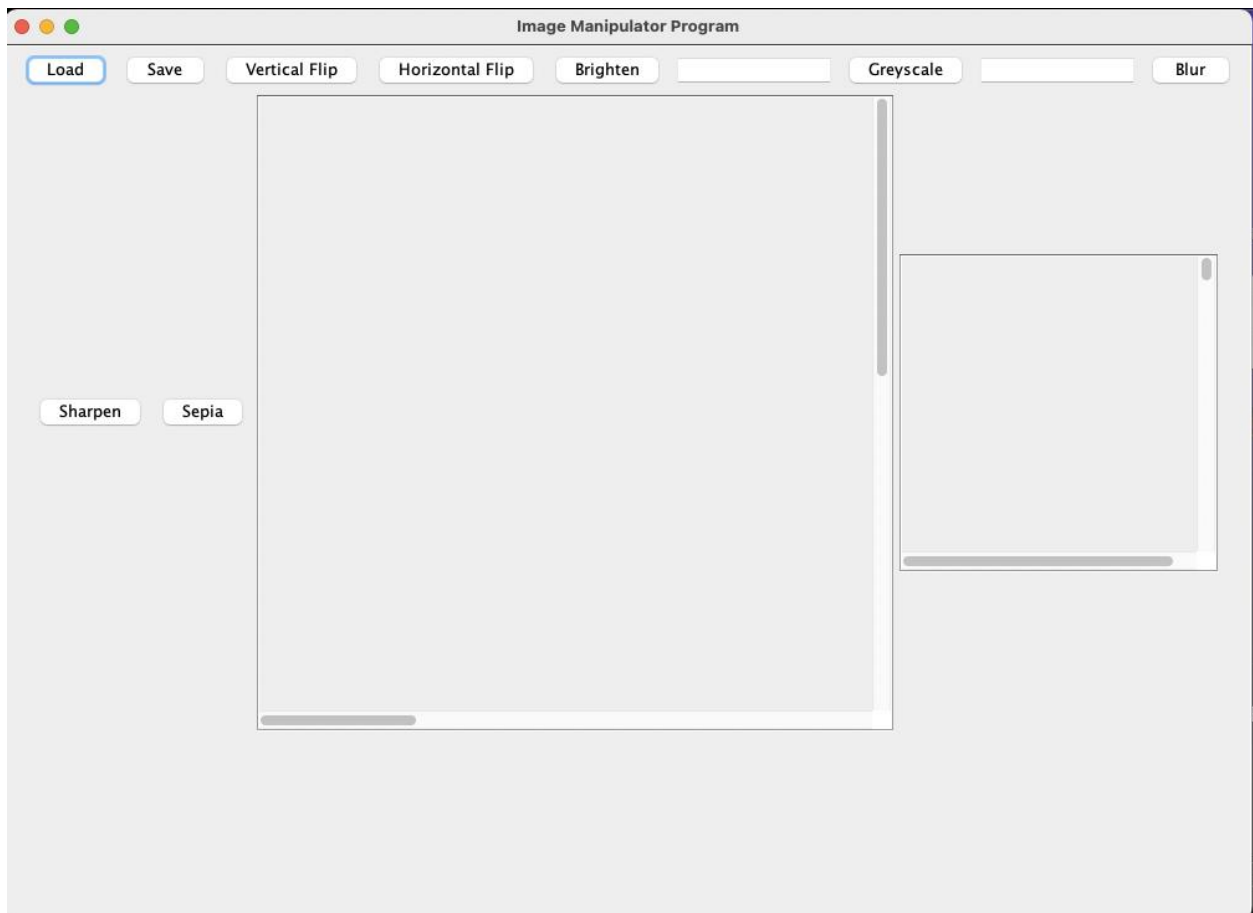 Image Manipulator Program
Load Save Vertical Flip Horizontal Flip Brighten Greyscale Blur
Sharpen Sepia